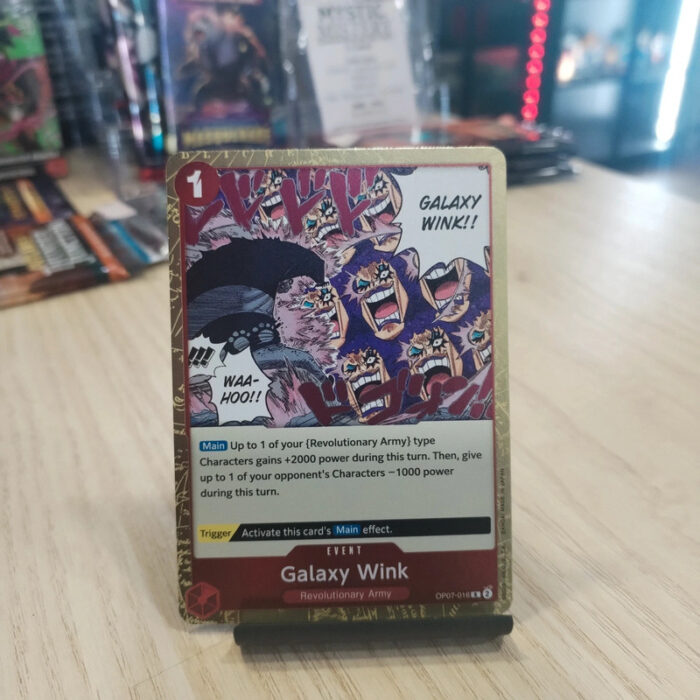 1
GALAXY
WINK!!
!!!
WAA-
HOO!!
Main Up to 1 of your {Revolutionary Army} type
Characters gains +2000 power during this turn. Then, give
up to 1 of your opponent's Characters −1000 power
during this turn.
Trigger Activate this card's Main effect.
EVENT
Galaxy Wink
Revolutionary Army
OP07-016 R 2